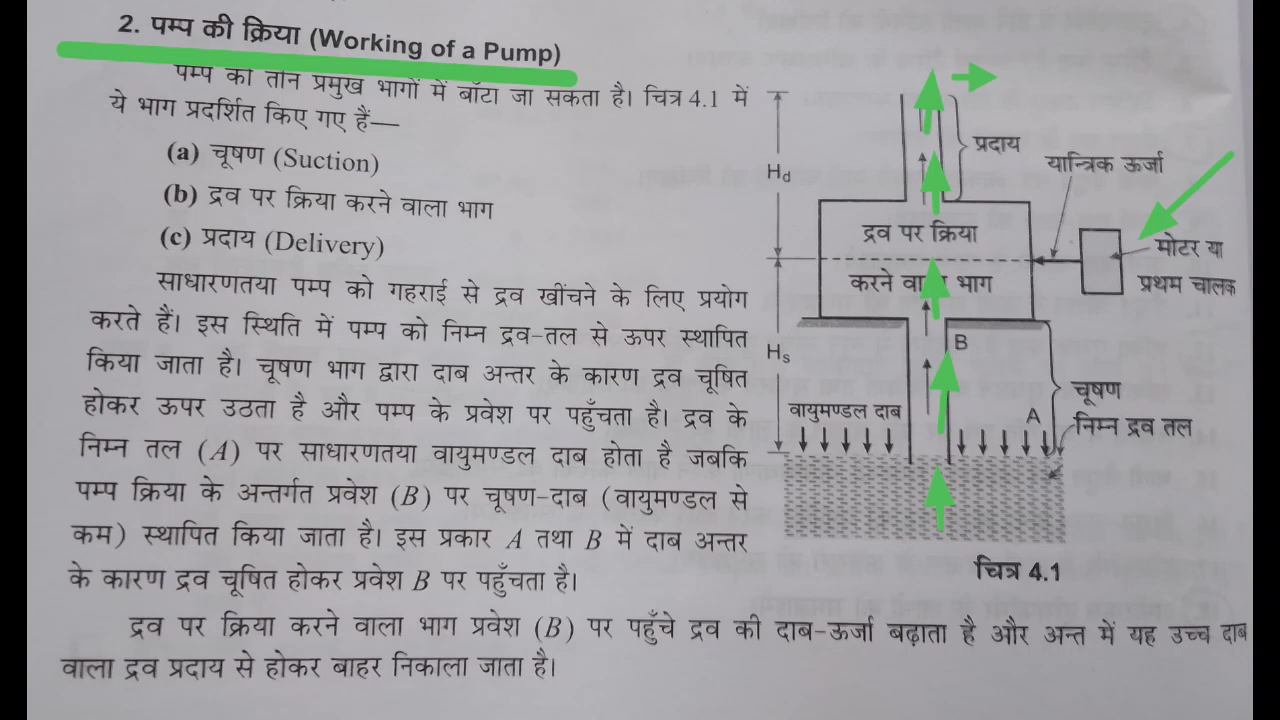 2. पम्प की क्रिया (Working of a Pump)
पम्प को तीन प्रमुख भागों में बाँटा जा सकता है। चित्र 4.1 में
ये भाग प्रदर्शित किए गए हैं—
(a) चूषण (Suction)
(b) द्रव पर क्रिया करने वाला भाग
(c) प्रदाय (Delivery)
साधारणतया पम्प को गहराई से द्रव खींचने के लिए प्रयोग
करते हैं। इस स्थिति में पम्प को निम्न द्रव-तल से ऊपर स्थापित
किया जाता है। चूषण भाग द्वारा दाब अन्तर के कारण द्रव चूषित
होकर ऊपर उठता है और पम्प के प्रवेश पर पहुँचता है। द्रव के
निम्न तल (A) पर साधारणतया वायुमण्डल दाब होता है जबकि
पम्प क्रिया के अन्तर्गत प्रवेश (B) पर चूषण-दाब (वायुमण्डल से
कम) स्थापित किया जाता है। इस प्रकार A तथा B में दाब अन्तर
के कारण द्रव चूषित होकर प्रवेश B पर पहुँचता है।
द्रव पर क्रिया करने वाला भाग प्रवेश (B) पर पहुँचे द्रव की दाब-ऊर्जा बढ़ाता है और अन्त में यह उच्च दाब
वाला द्रव प्रदाय से होकर बाहर निकाला जाता है।
प्रदाय
यान्त्रिक ऊर्जा
Hd
द्रव पर क्रिया
करने वाला भाग
मोटर या
प्रथम चालक
Hs
B
चूषण
वायुमण्डल दाब
A
निम्न द्रव तल
चित्र 4.1